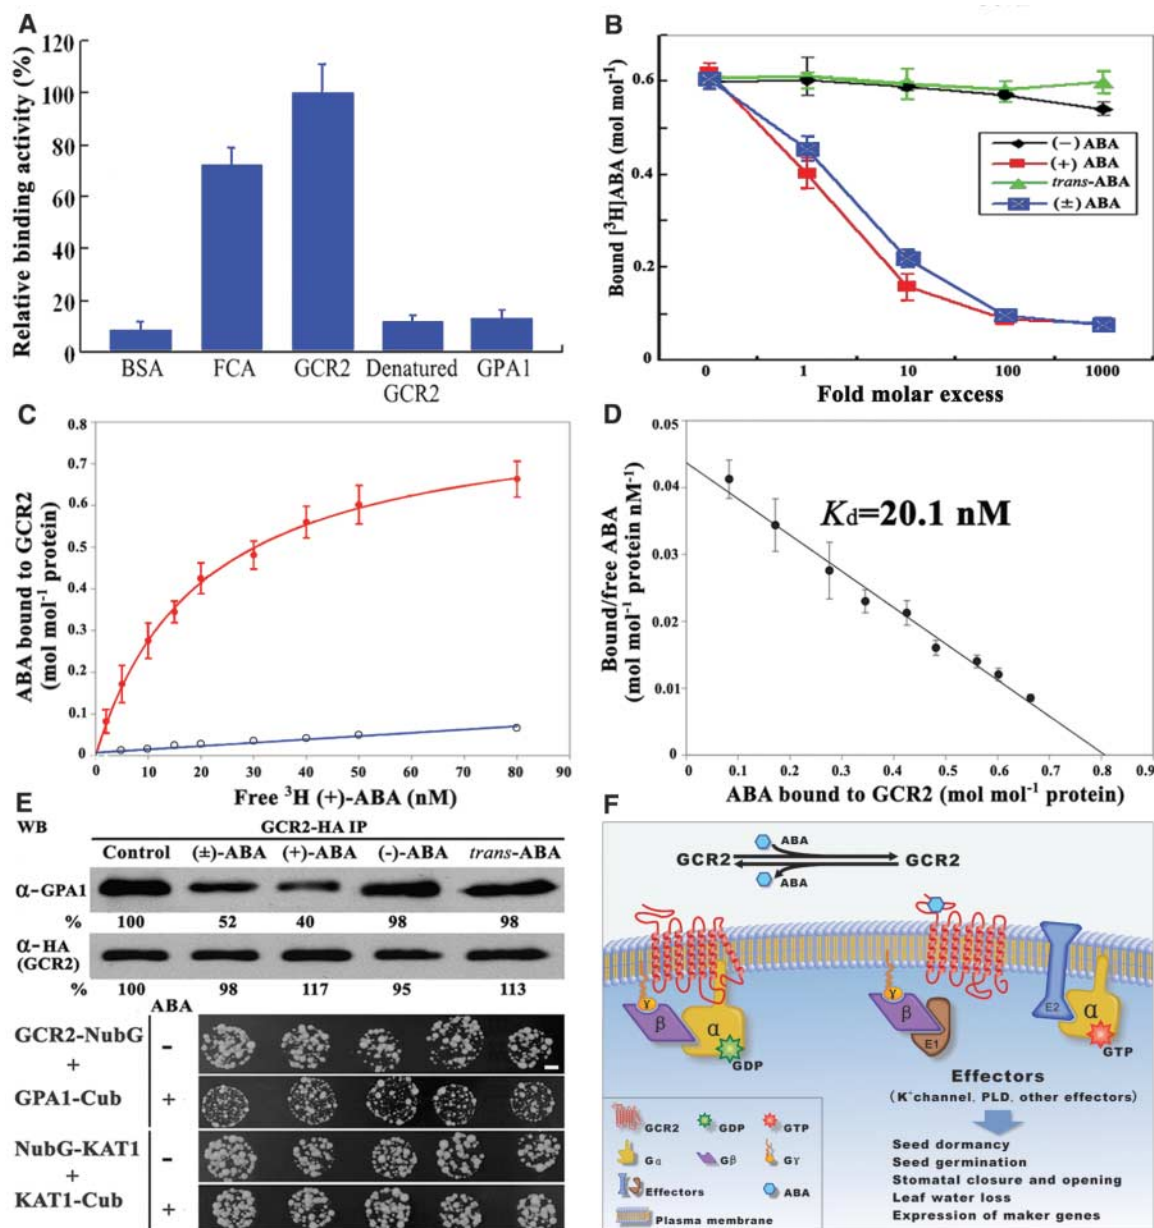 A
Relative binding activity (%)
120
100
80
60
40
20
0
BSA
FCA
GCR2
Denatured
GCR2
GPA1
B
Bound [³H]ABA (mol mol⁻¹)
0.6
0.4
0.2
0
(−) ABA
(+) ABA
trans-ABA
(±) ABA
0 1 10 100 1000
Fold molar excess
C
ABA bound to GCR2
(mol mol⁻¹ protein)
0.8
0.7
0.6
0.5
0.4
0.3
0.2
0.1
0
0 10 20 30 40 50 60 70 80 90
Free ³H (+)-ABA (nM)
D
Bound/free ABA
(mol mol⁻¹ protein nM⁻¹)
0.05
0.04
0.03
0.02
0.01
0
Kd=20.1 nM
0.1 0.2 0.3 0.4 0.5 0.6 0.7 0.8 0.9
ABA bound to GCR2 (mol mol⁻¹ protein)
E
WB
GCR2-HA IP
Control (±)-ABA (+)-ABA (-)-ABA trans-ABA
α-GPA1
% 100 52 40 98 98
α-HA
(GCR2)
% 100 98 117 95 113
ABA
GCR2-NubG −
+
GPA1-Cub +
NubG-KAT1 −
+
KAT1-Cub +
F
ABA
GCR2 GCR2
ABA
γ
β
α
GDP
γ
β
E1
E2
α
GTP
Effectors
(K⁺channel, PLD, other effectors)
Seed dormancy
Seed germination
Stomatal closure and opening
Leaf water loss
Expression of maker genes
GCR2 GDP GTP
Gα Gβ Gγ
Effectors ABA
Plasma membrane